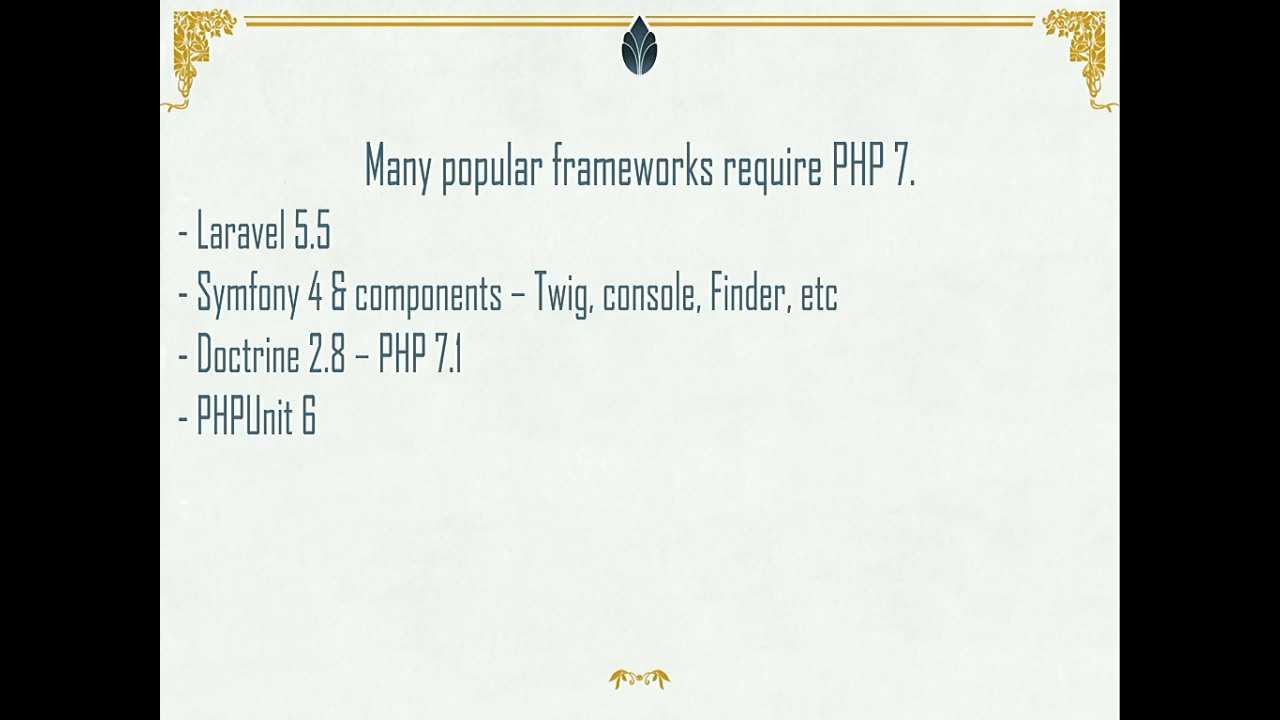 Many popular frameworks require PHP 7.
- Laravel 5.5
- Symfony 4 & components – Twig, console, Finder, etc
- Doctrine 2.8 – PHP 7.1
- PHPUnit 6